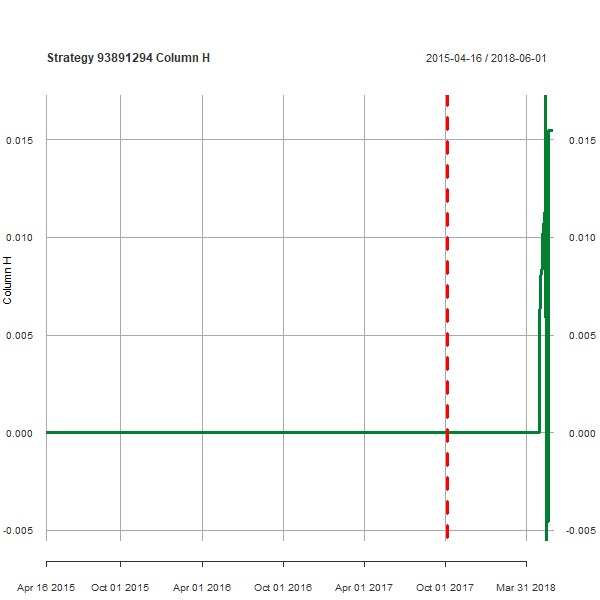 Strategy 93891294 Column H
2015-04-16 / 2018-06-01
0.015
0.015
0.010
0.010
Column H
0.005
0.005
0.000
0.000
-0.005
-0.005
Apr 16 2015
Oct 01 2015
Apr 01 2016
Oct 01 2016
Apr 01 2017
Oct 01 2017
Mar 31 2018